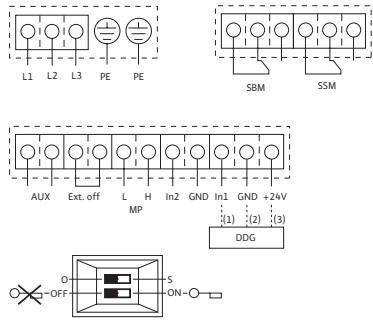 L1 L2 L3 PE PE
SBM SSM
AUX Ext. off L H In2 GND In1 GND +24V
MP
(1) (2) (3)
DDG
O S
OFF ON